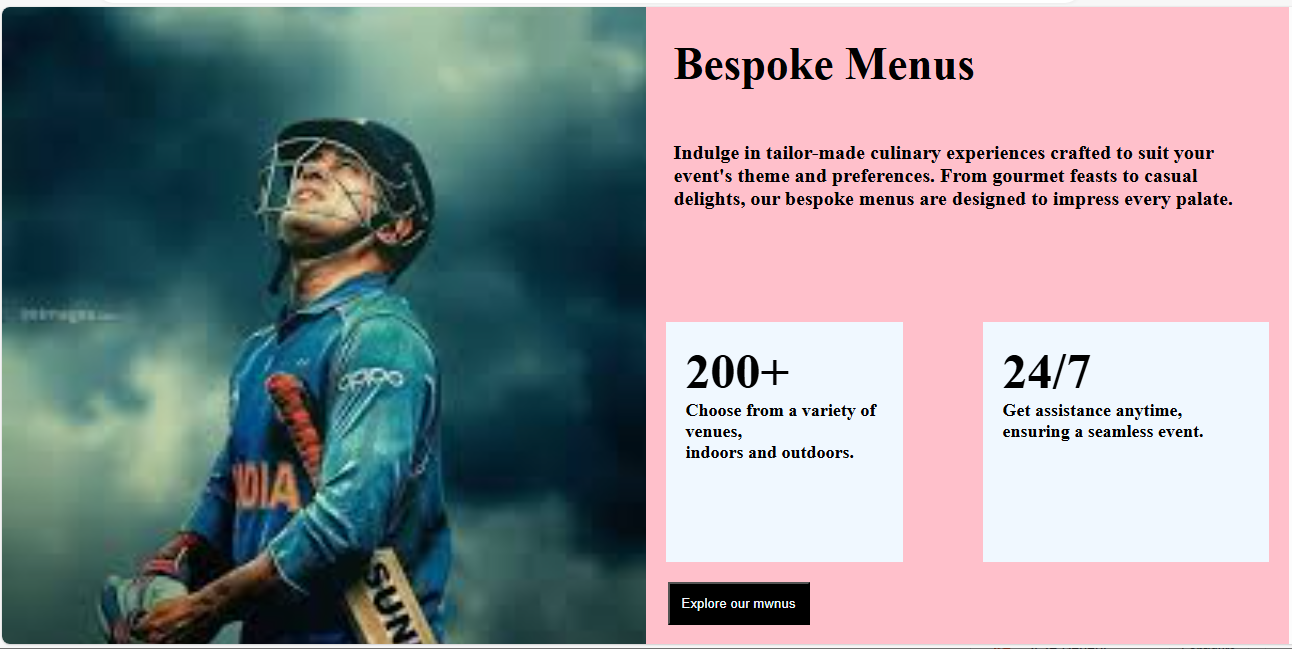 Bespoke Menus
Indulge in tailor-made culinary experiences crafted to suit your
event's theme and preferences. From gourmet feasts to casual
delights, our bespoke menus are designed to impress every palate.
200+
Choose from a variety of
venues,
indoors and outdoors.
24/7
Get assistance anytime,
ensuring a seamless event.
Explore our mwnus
oppo
SUN